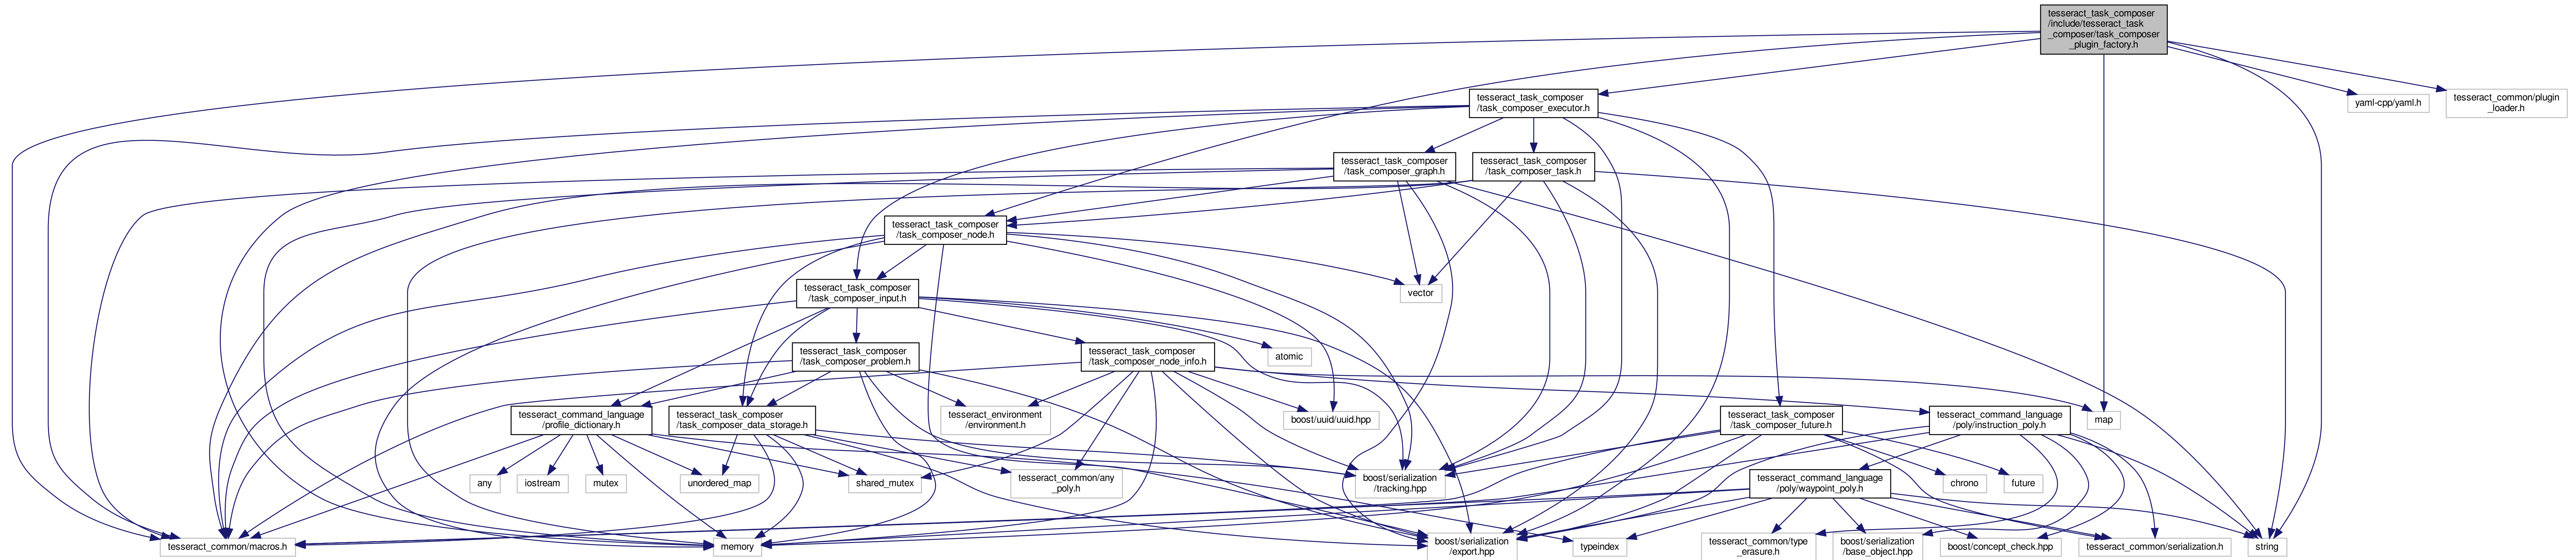 tesseract_task_composer
/include/tesseract_task
_composer/task_composer
_plugin_factory.h
tesseract_task_composer
/task_composer_executor.h
yaml-cpp/yaml.h
tesseract_common/plugin
_loader.h
tesseract_task_composer
/task_composer_graph.h
tesseract_task_composer
/task_composer_task.h
tesseract_task_composer
/task_composer_node.h
tesseract_task_composer
/task_composer_input.h
vector
tesseract_task_composer
/task_composer_problem.h
tesseract_task_composer
/task_composer_node_info.h
atomic
tesseract_command_language
/profile_dictionary.h
tesseract_task_composer
/task_composer_data_storage.h
tesseract_environment
/environment.h
boost/uuid/uuid.hpp
tesseract_task_composer
/task_composer_future.h
tesseract_command_language
/poly/instruction_poly.h
map
any
iostream
mutex
unordered_map
shared_mutex
tesseract_common/any
_poly.h
boost/serialization
/tracking.hpp
tesseract_command_language
/poly/waypoint_poly.h
chrono
future
tesseract_common/macros.h
memory
boost/serialization
/export.hpp
typeindex
tesseract_common/type
_erasure.h
boost/serialization
/base_object.hpp
boost/concept_check.hpp
tesseract_common/serialization.h
string